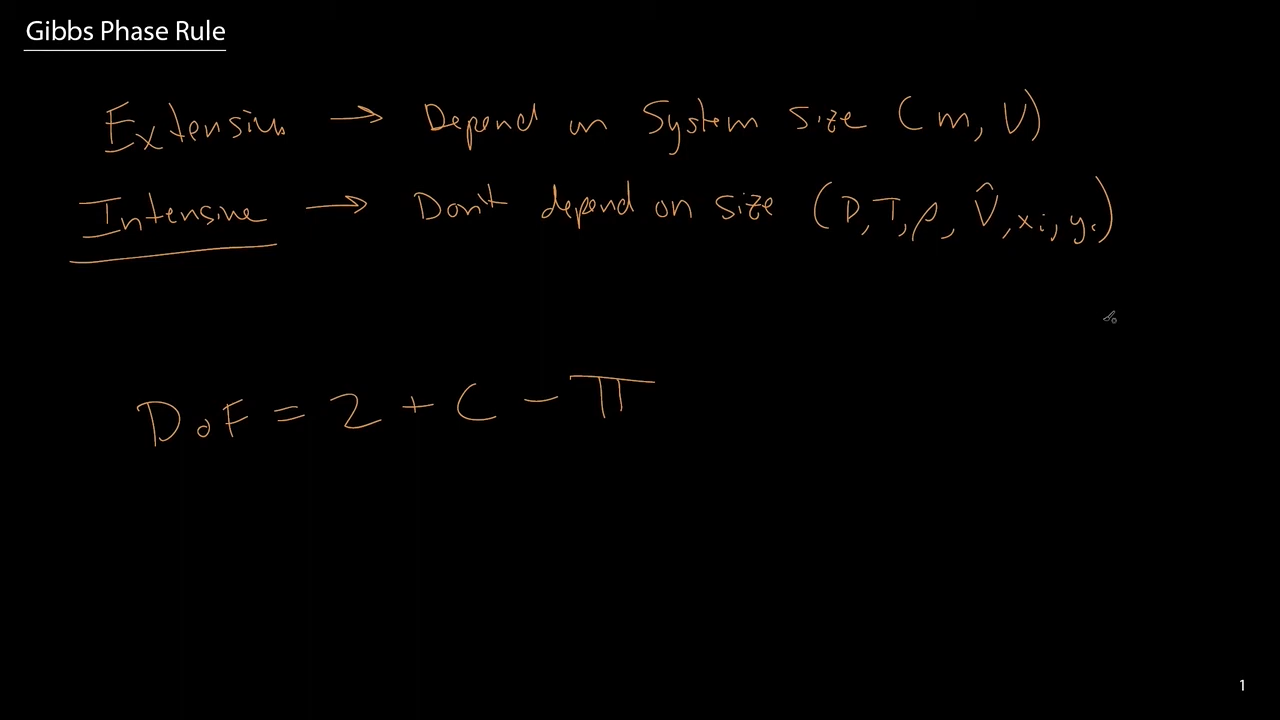 Gibbs Phase Rule
Extensive → Depend on System size (m, V)
Intensive → Don't depend on size (P, T, ρ, V̂, xi, yi)
DoF = 2 + C - Π
1